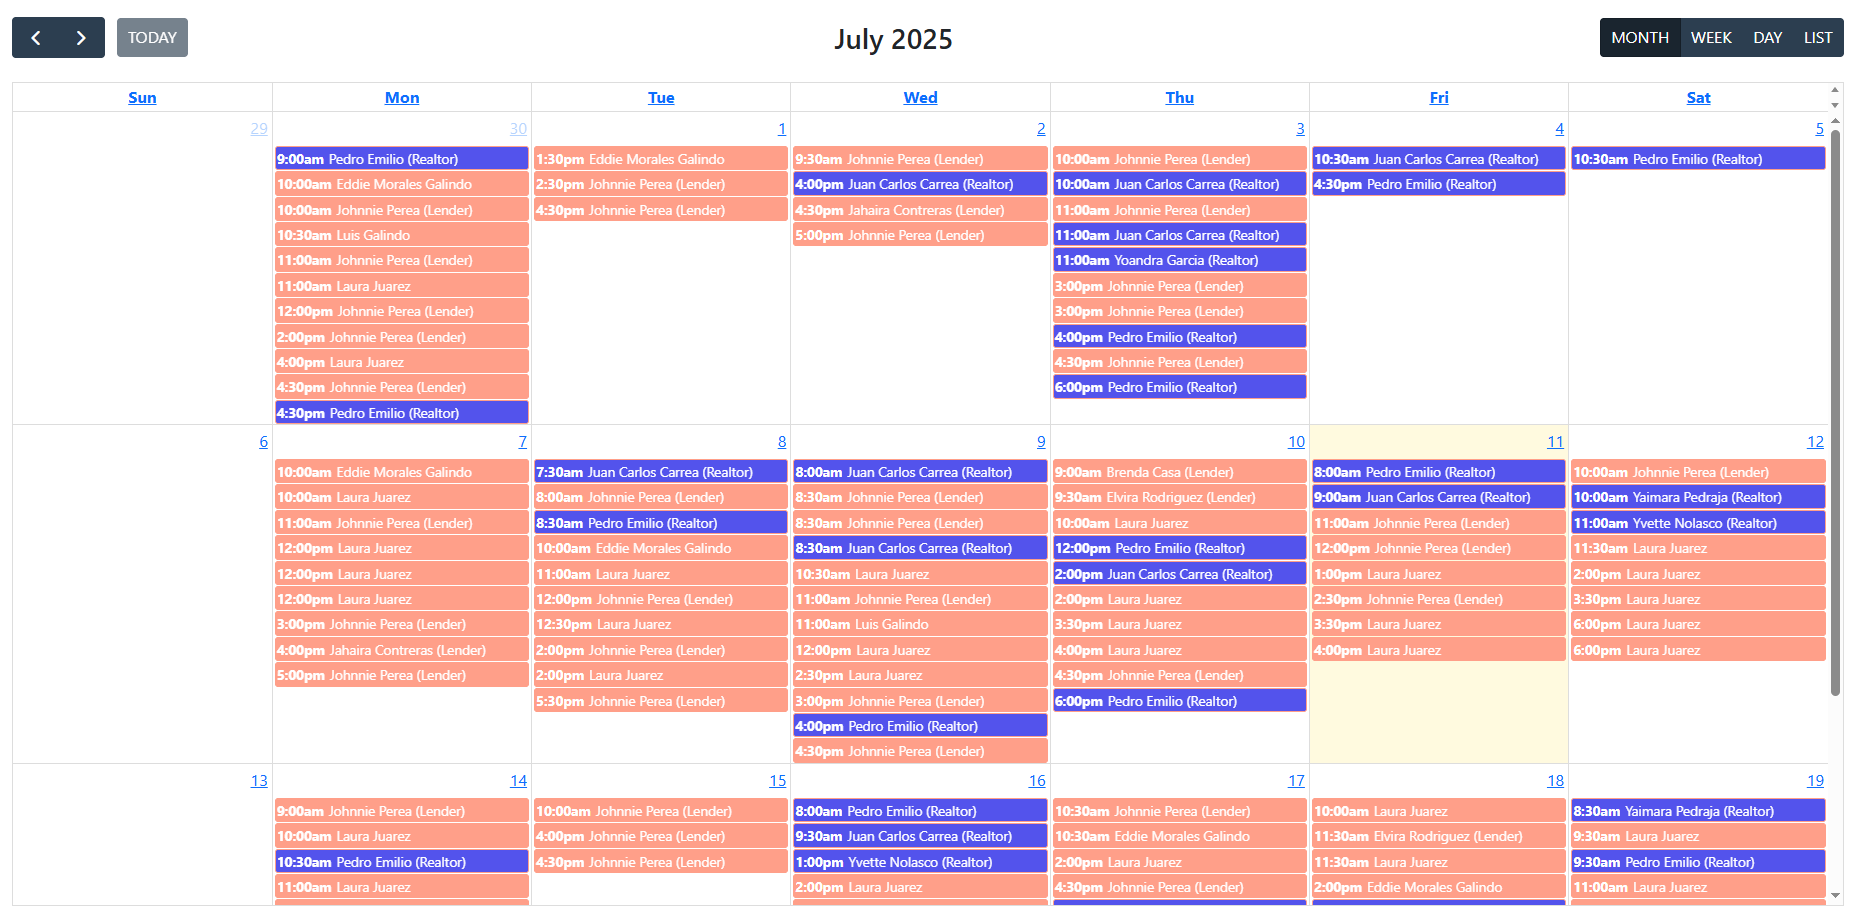 TODAY
July 2025
MONTH WEEK DAY LIST
Sun Mon Tue Wed Thu Fri Sat
29
30
9:00am Pedro Emilio (Realtor)
10:00am Eddie Morales Galindo
10:00am Johnnie Perea (Lender)
10:30am Luis Galindo
11:00am Johnnie Perea (Lender)
11:00am Laura Juarez
12:00pm Johnnie Perea (Lender)
2:00pm Johnnie Perea (Lender)
4:00pm Laura Juarez
4:30pm Johnnie Perea (Lender)
4:30pm Pedro Emilio (Realtor)
1
1:30pm Eddie Morales Galindo
2:30pm Johnnie Perea (Lender)
4:30pm Johnnie Perea (Lender)
2
9:30am Johnnie Perea (Lender)
4:00pm Juan Carlos Carrea (Realtor)
4:30pm Jahaira Contreras (Lender)
5:00pm Johnnie Perea (Lender)
3
10:00am Johnnie Perea (Lender)
10:00am Juan Carlos Carrea (Realtor)
11:00am Johnnie Perea (Lender)
11:00am Juan Carlos Carrea (Realtor)
11:00am Yoandra Garcia (Realtor)
3:00pm Johnnie Perea (Lender)
3:00pm Johnnie Perea (Lender)
4:00pm Pedro Emilio (Realtor)
4:30pm Johnnie Perea (Lender)
6:00pm Pedro Emilio (Realtor)
4
10:30am Juan Carlos Carrea (Realtor)
4:30pm Pedro Emilio (Realtor)
5
10:30am Pedro Emilio (Realtor)
6
7
10:00am Eddie Morales Galindo
10:00am Laura Juarez
11:00am Johnnie Perea (Lender)
12:00pm Laura Juarez
12:00pm Laura Juarez
12:00pm Laura Juarez
3:00pm Johnnie Perea (Lender)
4:00pm Jahaira Contreras (Lender)
5:00pm Johnnie Perea (Lender)
8
7:30am Juan Carlos Carrea (Realtor)
8:00am Johnnie Perea (Lender)
8:30am Pedro Emilio (Realtor)
10:00am Eddie Morales Galindo
11:00am Laura Juarez
12:00pm Johnnie Perea (Lender)
12:30pm Laura Juarez
2:00pm Johnnie Perea (Lender)
2:00pm Laura Juarez
5:30pm Johnnie Perea (Lender)
9
8:00am Juan Carlos Carrea (Realtor)
8:30am Johnnie Perea (Lender)
8:30am Johnnie Perea (Lender)
8:30am Juan Carlos Carrea (Realtor)
10:30am Laura Juarez
11:00am Johnnie Perea (Lender)
11:00am Luis Galindo
12:00pm Laura Juarez
2:30pm Laura Juarez
3:00pm Johnnie Perea (Lender)
4:00pm Pedro Emilio (Realtor)
4:30pm Johnnie Perea (Lender)
10
9:00am Brenda Casa (Lender)
9:30am Elvira Rodriguez (Lender)
10:00am Laura Juarez
12:00pm Pedro Emilio (Realtor)
2:00pm Juan Carlos Carrea (Realtor)
2:00pm Laura Juarez
3:30pm Laura Juarez
4:00pm Laura Juarez
4:30pm Johnnie Perea (Lender)
6:00pm Pedro Emilio (Realtor)
11
8:00am Pedro Emilio (Realtor)
9:00am Juan Carlos Carrea (Realtor)
11:00am Johnnie Perea (Lender)
12:00pm Johnnie Perea (Lender)
1:00pm Laura Juarez
2:30pm Johnnie Perea (Lender)
3:30pm Laura Juarez
4:00pm Laura Juarez
12
10:00am Johnnie Perea (Lender)
10:00am Yaimara Pedraja (Realtor)
11:00am Yvette Nolasco (Realtor)
11:30am Laura Juarez
2:00pm Laura Juarez
3:30pm Laura Juarez
6:00pm Laura Juarez
6:00pm Laura Juarez
13
14
9:00am Johnnie Perea (Lender)
10:00am Laura Juarez
10:30am Pedro Emilio (Realtor)
11:00am Laura Juarez
15
10:00am Johnnie Perea (Lender)
4:00pm Johnnie Perea (Lender)
4:30pm Johnnie Perea (Lender)
16
8:00am Pedro Emilio (Realtor)
9:30am Juan Carlos Carrea (Realtor)
1:00pm Yvette Nolasco (Realtor)
2:00pm Laura Juarez
17
10:30am Johnnie Perea (Lender)
10:30am Eddie Morales Galindo
2:00pm Laura Juarez
4:30pm Johnnie Perea (Lender)
18
10:00am Laura Juarez
11:30am Elvira Rodriguez (Lender)
11:30am Laura Juarez
2:00pm Eddie Morales Galindo
19
8:30am Yaimara Pedraja (Realtor)
9:30am Laura Juarez
9:30am Pedro Emilio (Realtor)
11:00am Laura Juarez